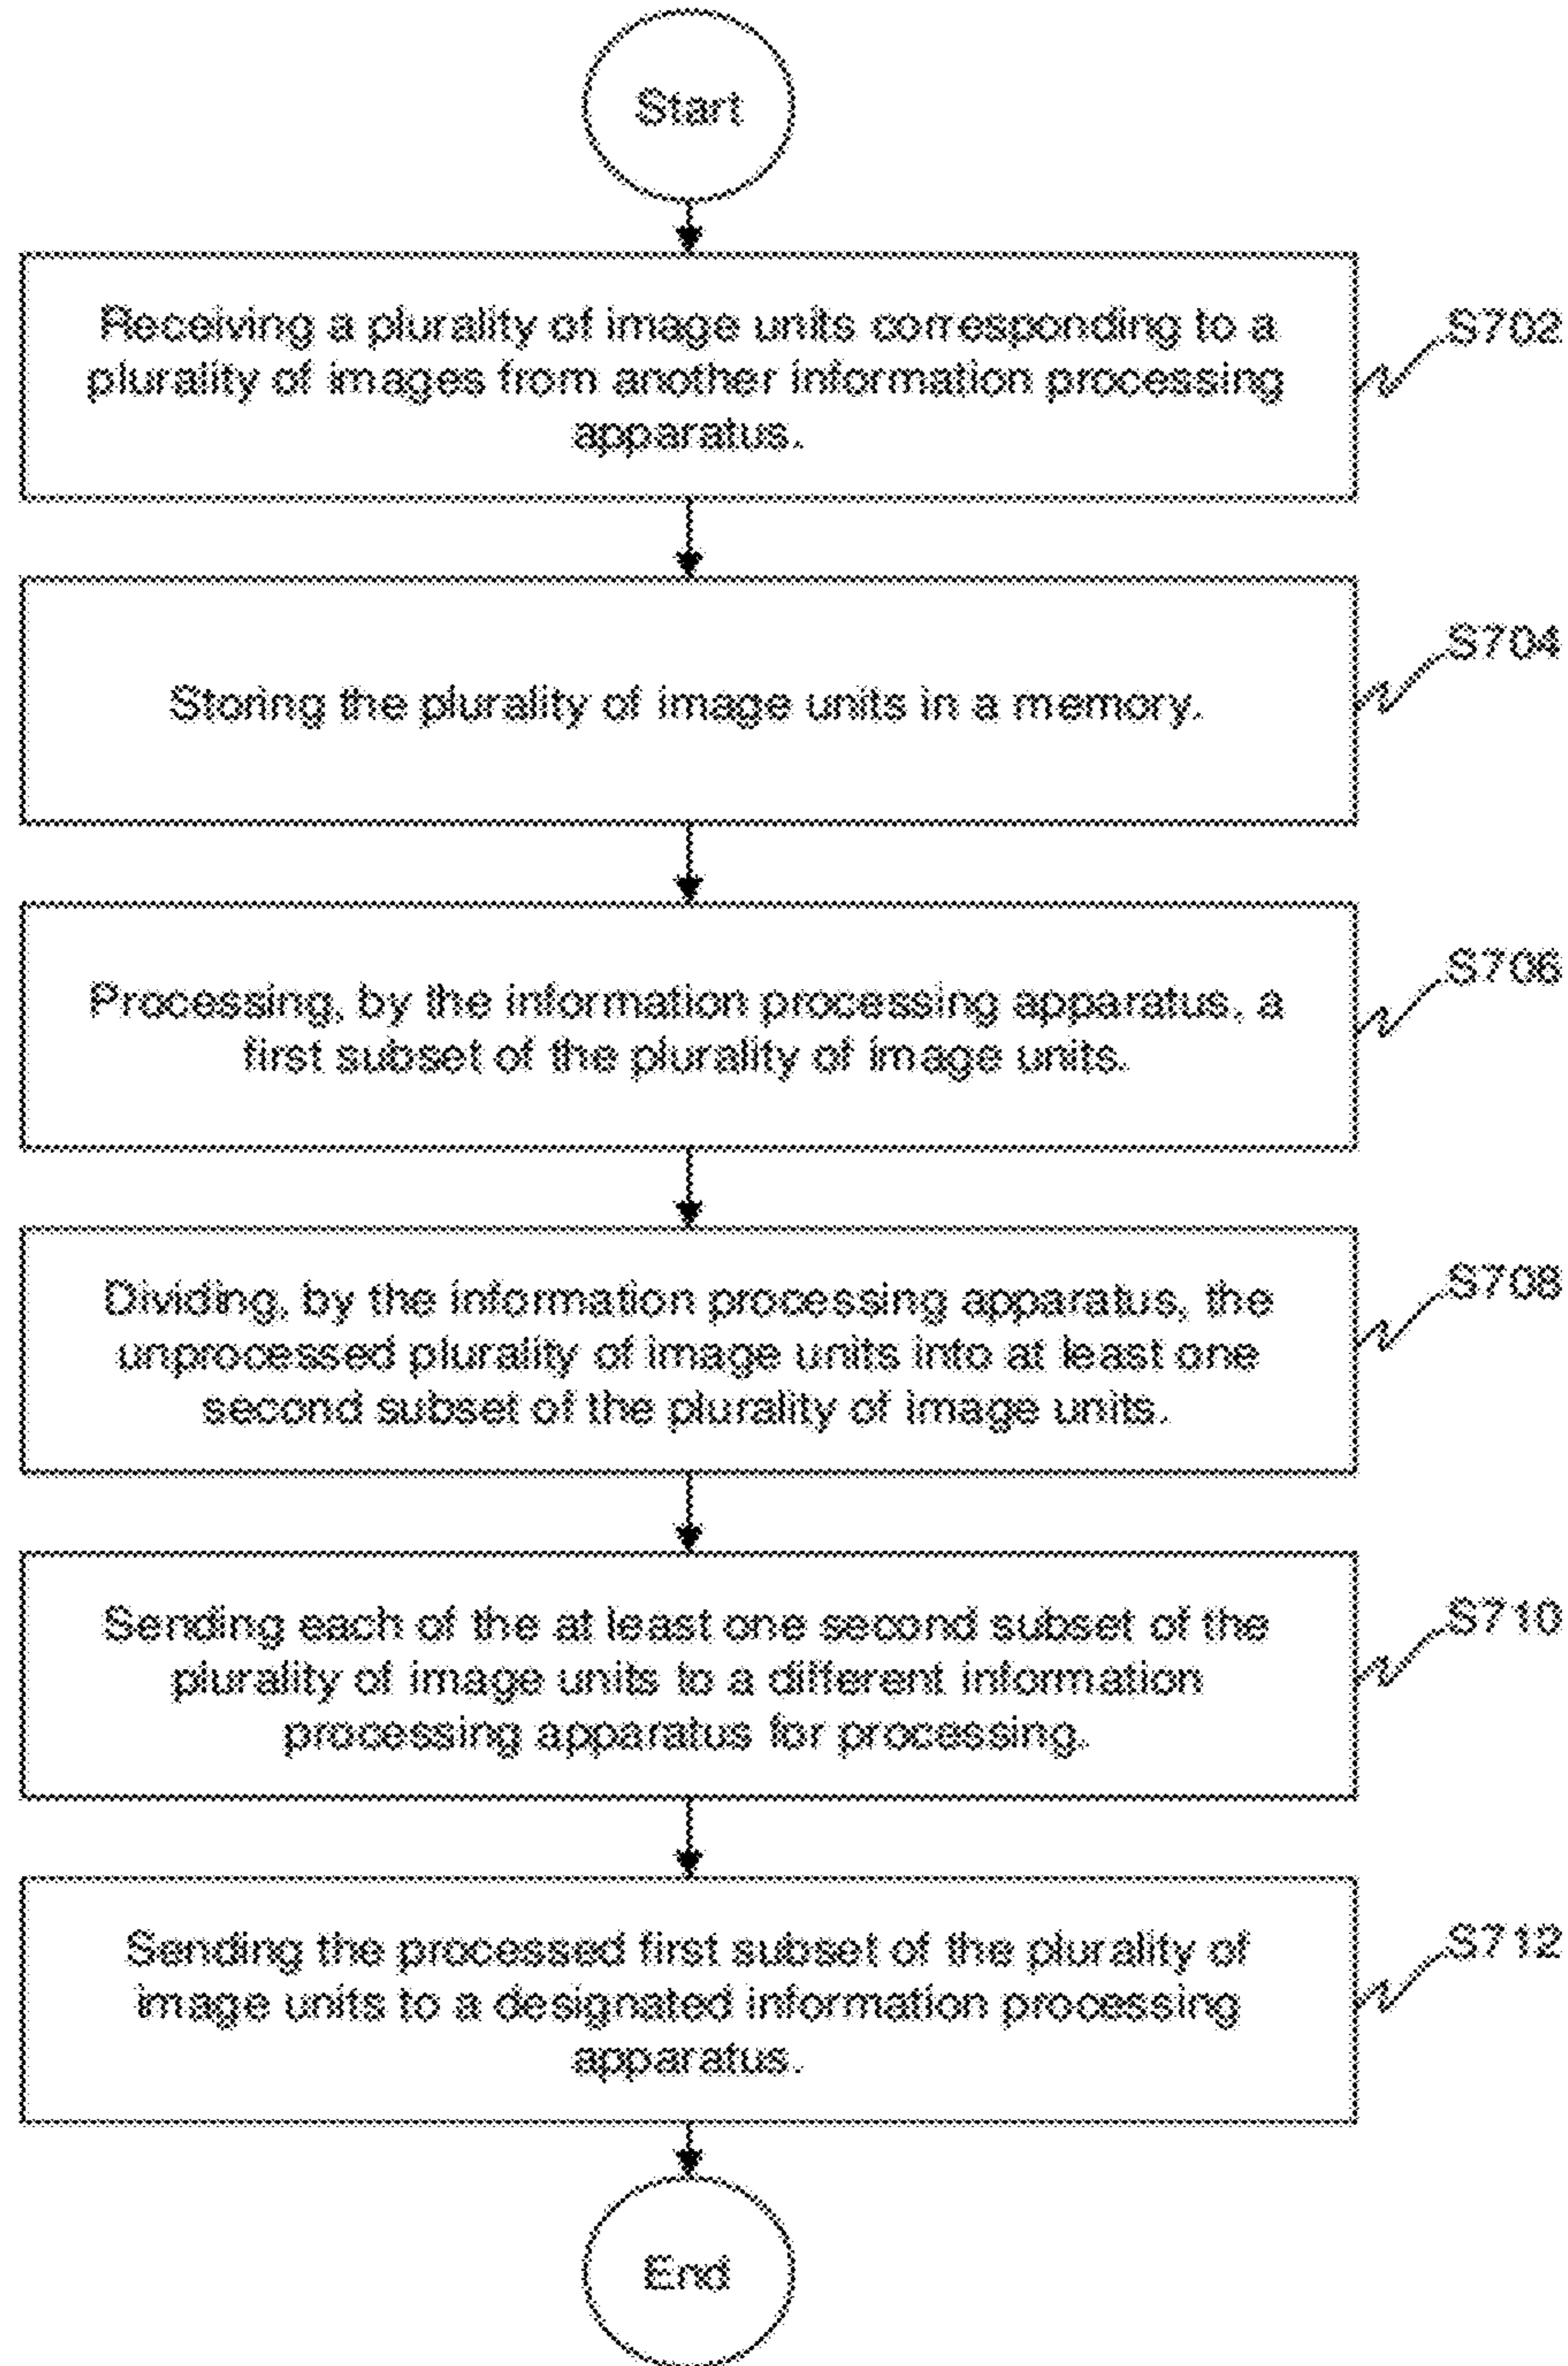 Start
Receiving a plurality of image units corresponding to a
plurality of images from another information processing
apparatus.
S702
Storing the plurality of image units in a memory.
S704
Processing, by the information processing apparatus, a
first subset of the plurality of image units.
S706
Dividing, by the information processing apparatus, the
unprocessed plurality of image units into at least one
second subset of the plurality of image units.
S708
Sending each of the at least one second subset of the
plurality of image units to a different information
processing apparatus for processing.
S710
Sending the processed first subset of the plurality of
image units to a designated information processing
apparatus.
S712
End